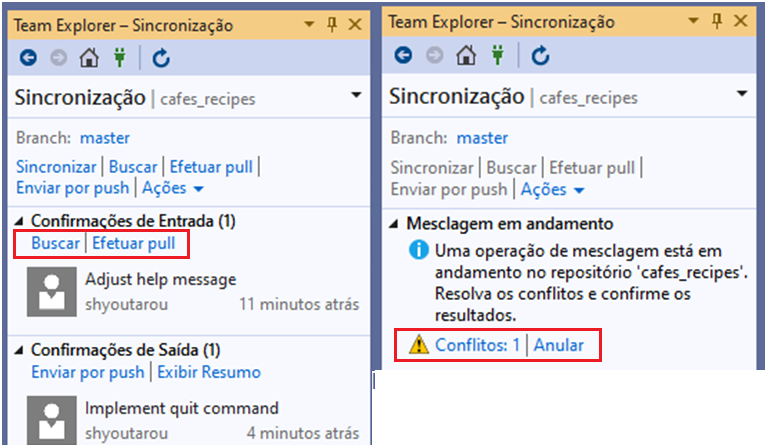 Team Explorer – Sincronização
Sincronização | cafes_recipes
Branch: master
Sincronizar | Buscar | Efetuar pull |
Enviar por push | Ações
Confirmações de Entrada (1)
Buscar | Efetuar pull
Adjust help message
shyoutarou 11 minutos atrás
Confirmações de Saída (1)
Enviar por push | Exibir Resumo
Implement quit command
shyoutarou 4 minutos atrás
Team Explorer – Sincronização
Sincronização | cafes_recipes
Branch: master
Sincronizar | Buscar | Efetuar pull |
Enviar por push | Ações
Mesclagem em andamento
Uma operação de mesclagem está em
andamento no repositório 'cafes_recipes'.
Resolva os conflitos e confirme os
resultados.
Conflitos: 1 | Anular